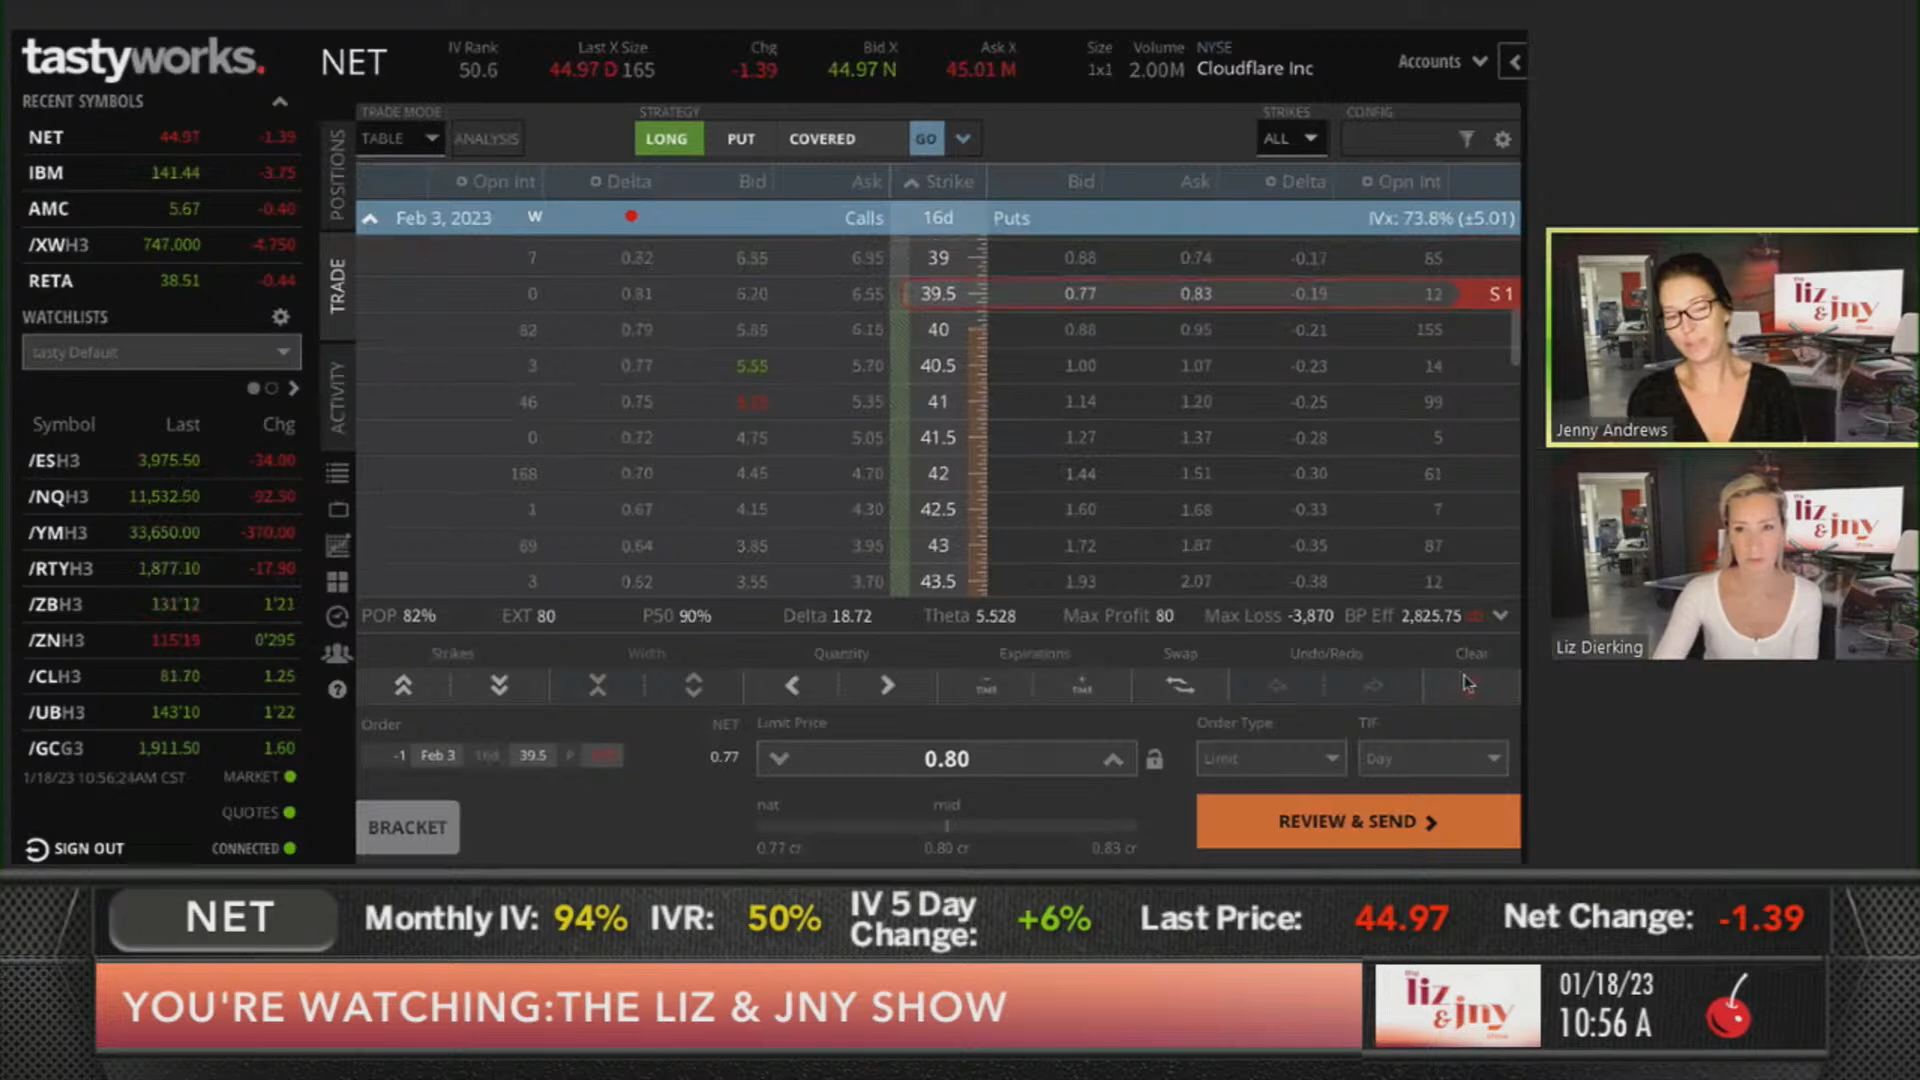 tastyworks.
NET
IV Rank
50.6
Last X Size
44.97 D 165
Chg
-1.39
Bid X
44.97 N
Ask X
45.01 M
Size
1x1
Volume
2.00M
NYSE
Cloudflare Inc
Accounts
RECENT SYMBOLS
NET 44.97 -1.39
IBM 141.44 -3.75
AMC 5.67 -0.40
/XWH3 747.000 -4.750
RETA 38.51 -0.44
WATCHLISTS
tasty Default
Symbol Last Chg
/ESH3 3,975.50 -34.00
/NQH3 11,532.50 -92.50
/YMH3 33,650.00 -370.00
/RTYH3 1,877.10 -17.90
/ZBH3 131'12 1'21
/ZNH3 115'19 0'295
/CLH3 81.70 1.25
/UBH3 143'10 1'22
/GCG3 1,911.50 1.60
1/18/23 10:56:24AM CST MARKET
QUOTES
SIGN OUT CONNECTED
POSITIONS
TRADE
ACTIVITY
TRADE MODE STRATEGY STRIKES CONFIG
TABLE ANALYSIS LONG PUT COVERED GO ALL
Opn Int Delta Bid Ask Strike Bid Ask Delta Opn Int
Feb 3, 2023 W Calls 16d Puts IVx: 73.8% (±5.01)
7 0.82 6.95 39 0.74 -0.17
0 0.81 6.20 6.55 39.5 0.77 0.83 -0.19 12 S 1
82 0.79 5.85 40 0.88 0.95 -0.21 155
3 0.77 5.55 5.70 40.5 1.00 1.07 -0.23 14
46 0.75 5.35 41 1.14 1.20 -0.25 99
0 0.72 4.75 5.05 41.5 1.27 1.37 -0.28 5
168 0.70 4.45 4.70 42 1.44 1.51 -0.30 61
1 0.67 4.15 4.30 42.5 1.60 1.68 -0.33 7
69 0.64 3.85 3.95 43 1.72 1.87 -0.35 87
3 3.55 3.70 43.5 1.93 2.07 -0.38 12
POP 82% EXT 80 P50 90% Delta 18.72 Theta 5.528 Max Profit 80 Max Loss -3,870 BP Eff 2,825.75
Strikes Width Quantity Expirations Swap Undo/Redo Clear
TIME TIME
Order NET Limit Price Order Type TIF
-1 Feb 3 16d 39.5 P 0.77 0.80 Limit Day
nat mid
BRACKET
0.77 cr 0.80 cr 0.83 cr
REVIEW & SEND
the
liz
& jny
Jenny Andrews
liz
& jny
Liz Dierking
NET
Monthly IV: 94%
IVR: 50%
IV 5 Day
Change: +6%
Last Price: 44.97
Net Change: -1.39
YOU'RE WATCHING:THE LIZ & JNY SHOW
the
liz
& jny
show
01/18/23
10:56 A